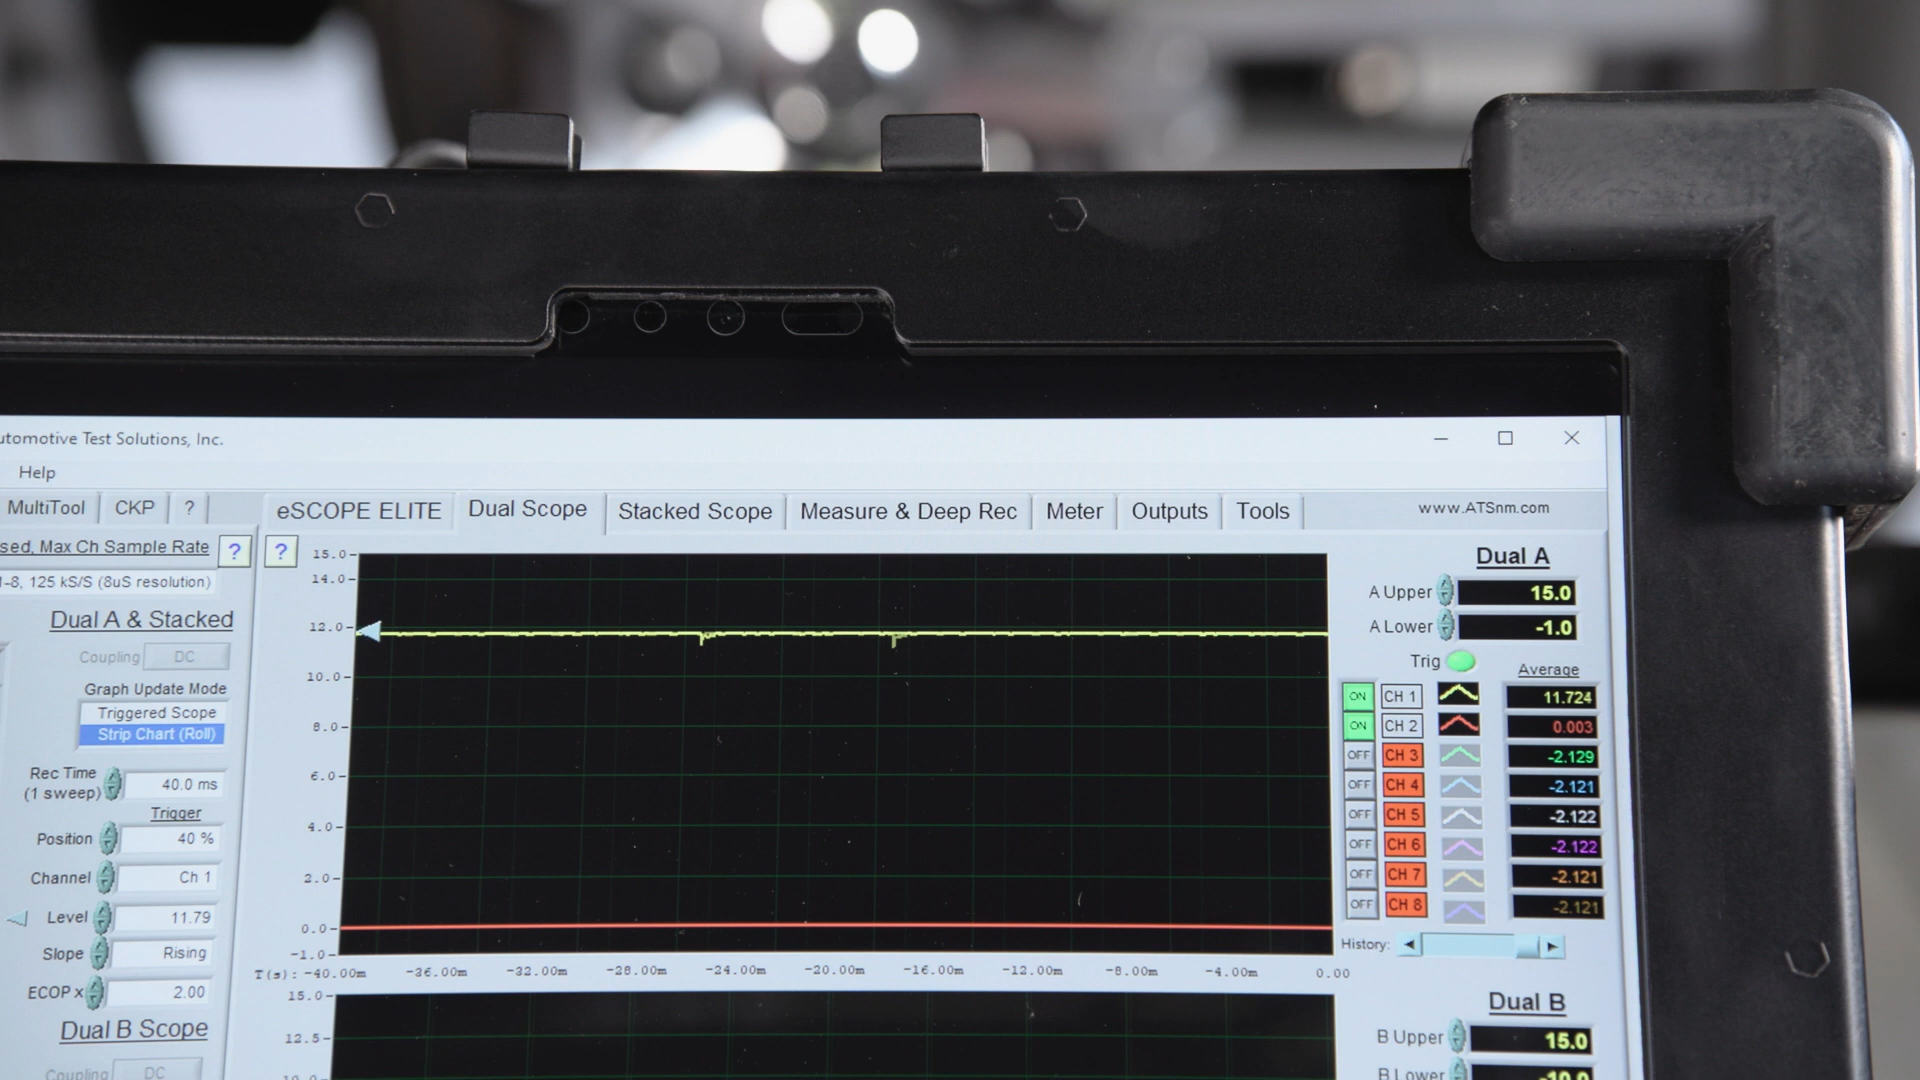 utomotive Test Solutions, Inc.
Help
MultiTool CKP ?
eSCOPE ELITE Dual Scope Stacked Scope Measure & Deep Rec Meter Outputs Tools
www.ATSnm.com
sed, Max Ch Sample Rate ? ?
1-8, 125 kS/S (8uS resolution)
Dual A & Stacked
Coupling DC
Graph Update Mode
Triggered Scope
Strip Chart (Roll)
Rec Time
(1 sweep) 40.0 ms
Trigger
Position 40 %
Channel Ch 1
Level 11.79
Slope Rising
ECOP x 2.00
Dual B Scope
Coupling DC
15.0
14.0
12.0
10.0
8.0
6.0
4.0
2.0
0.0
-1.0
T(s): -40.00m -36.00m -32.00m -28.00m -24.00m -20.00m -16.00m -12.00m -8.00m -4.00m 0.00
15.0
12.5
10.0
Dual A
A Upper 15.0
A Lower -1.0
Trig
Average
ON CH 1 11.724
ON CH 2 0.003
OFF CH 3 -2.129
OFF CH 4 -2.121
OFF CH 5 -2.122
OFF CH 6 -2.122
OFF CH 7 -2.121
OFF CH 8 -2.121
History:
Dual B
B Upper 15.0
B Lower -10.0